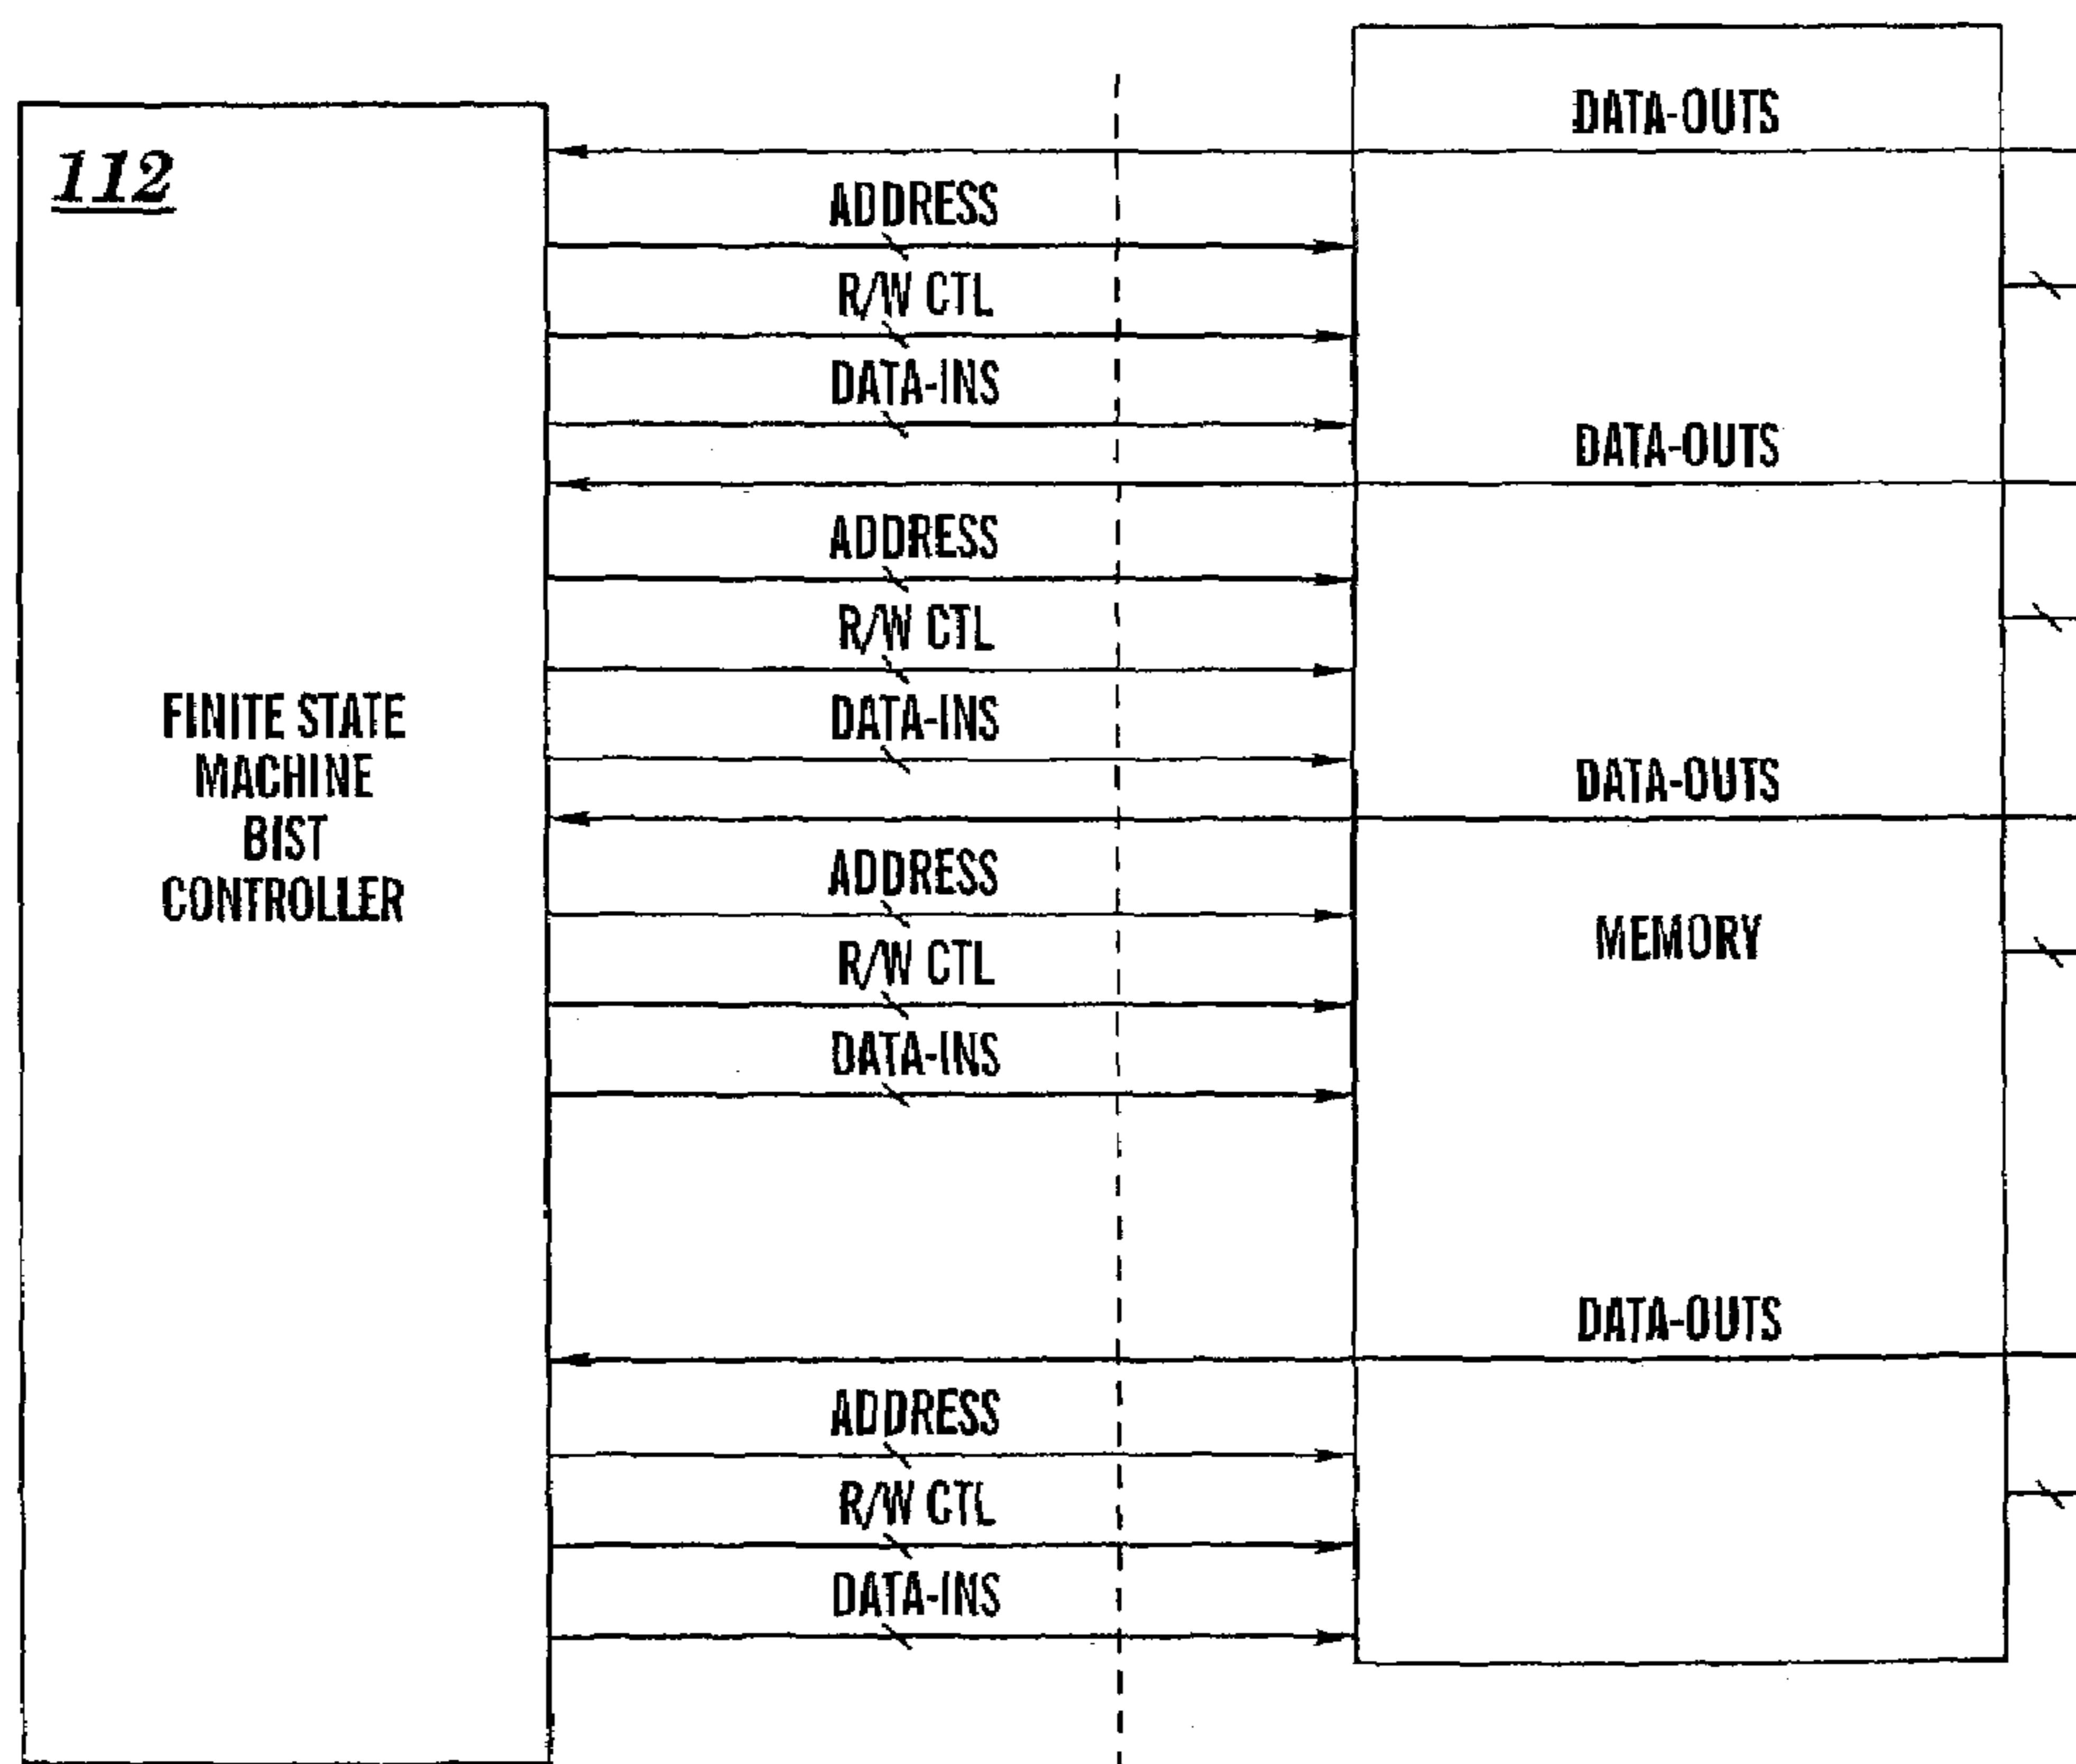 112
FINITE STATE
MACHINE
BIST
CONTROLLER
DATA-OUTS
ADDRESS
R/W CTL
DATA-INS
DATA-OUTS
ADDRESS
R/W CTL
DATA-INS
DATA-OUTS
ADDRESS
R/W CTL
DATA-INS
MEMORY
DATA-OUTS
ADDRESS
R/W CTL
DATA-INS